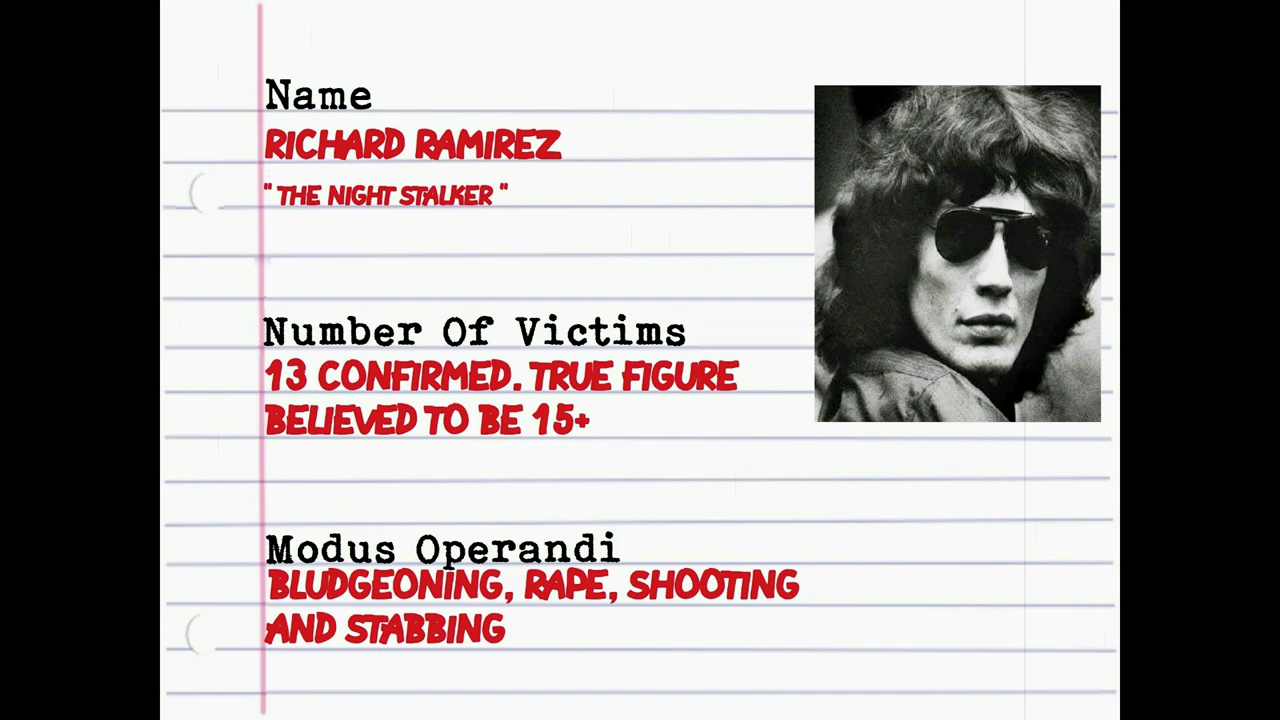 Name
RICHARD RAMIREZ
" THE NIGHT STALKER "
Number Of Victims
13 CONFIRMED. TRUE FIGURE
BELIEVED TO BE 15+
Modus Operandi
BLUDGEONING, RAPE, SHOOTING
AND STABBING